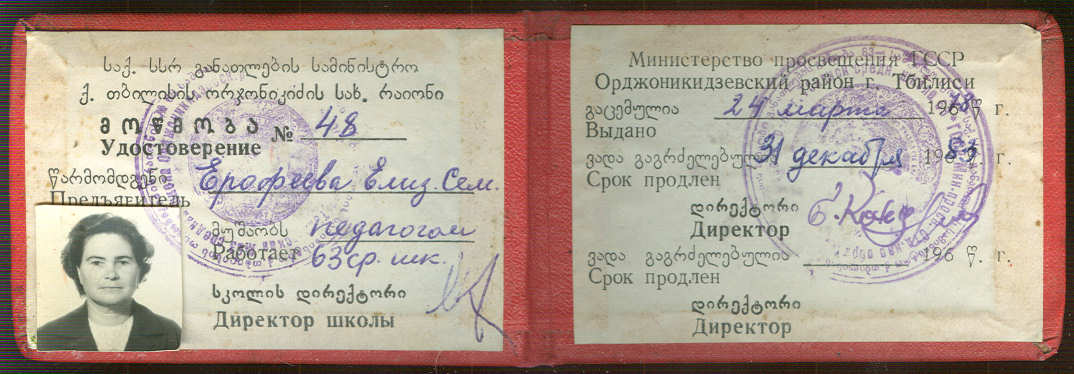 საქ. სსრ განათლების სამინისტრო
ქ. თბილისის ორჯონიკიძის სახ. რაიონი
მოწმობა № 48
Удостоверение
წარმომდგენი Ерофеева Елиз. Сем.
Предъявитель
მუშაობს педагогом
Работает 63 ср. шк.
სკოლის დირექტორი
Директор школы
Министерство просвещения ГССР
Орджоникидзевский район г. Тбилиси
გაცემულია 24 марта 196 წ. г.
Выдано
ვადა გაგრძელებულია 31 декабря 196 г.
Срок продлен
დირექტორი
Директор
ვადა გაგრძელებულია 196 წ. г.
Срок продлен
დირექტორი
Директор